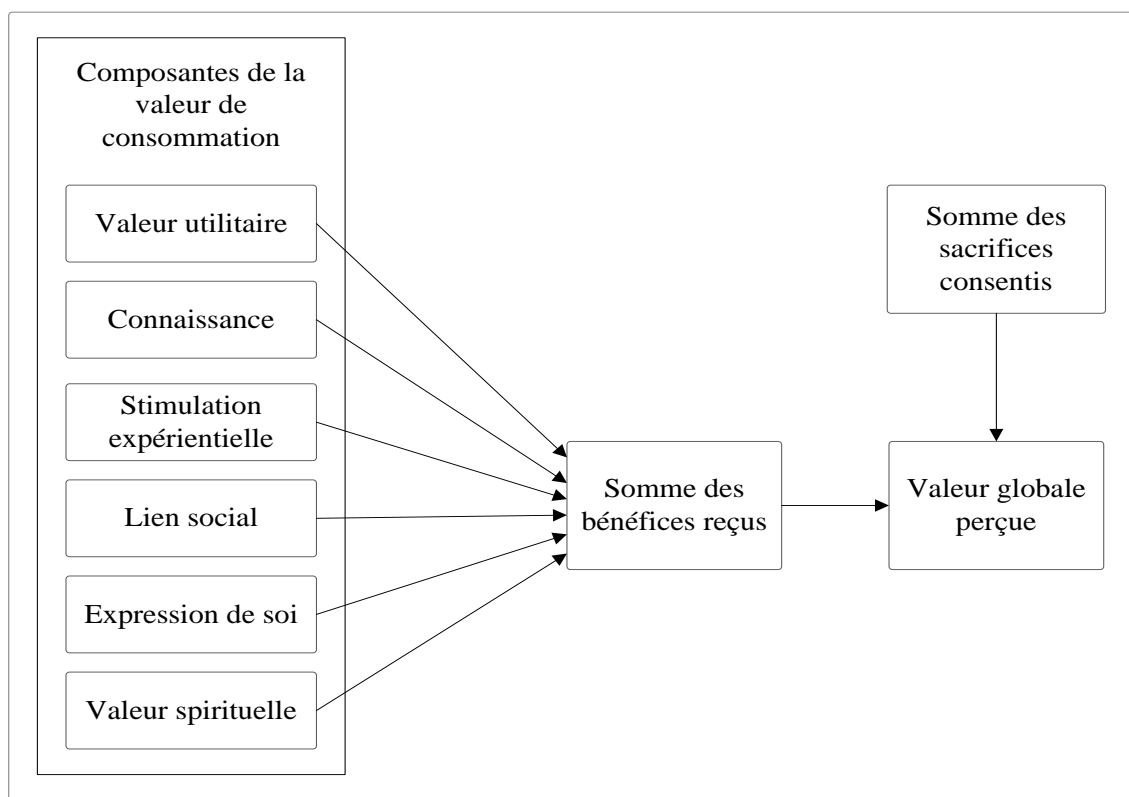 Composantes de la
valeur de
consommation
Valeur utilitaire
Connaissance
Stimulation
expérientielle
Lien social
Expression de soi
Valeur spirituelle
Somme des
bénéfices reçus
Somme des
sacrifices
consentis
Valeur globale
perçue